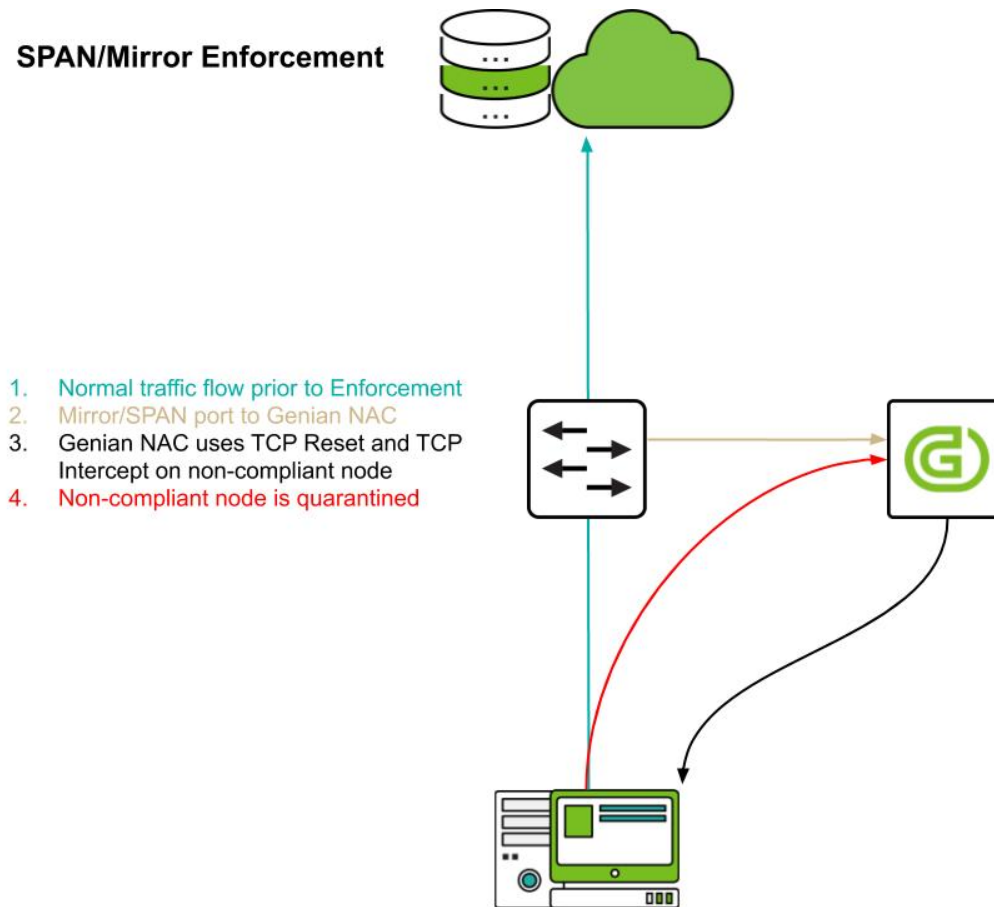 SPAN/Mirror Enforcement
1. Normal traffic flow prior to Enforcement
2. Mirror/SPAN port to Genian NAC
3. Genian NAC uses TCP Reset and TCP
Intercept on non-compliant node
4. Non-compliant node is quarantined
G